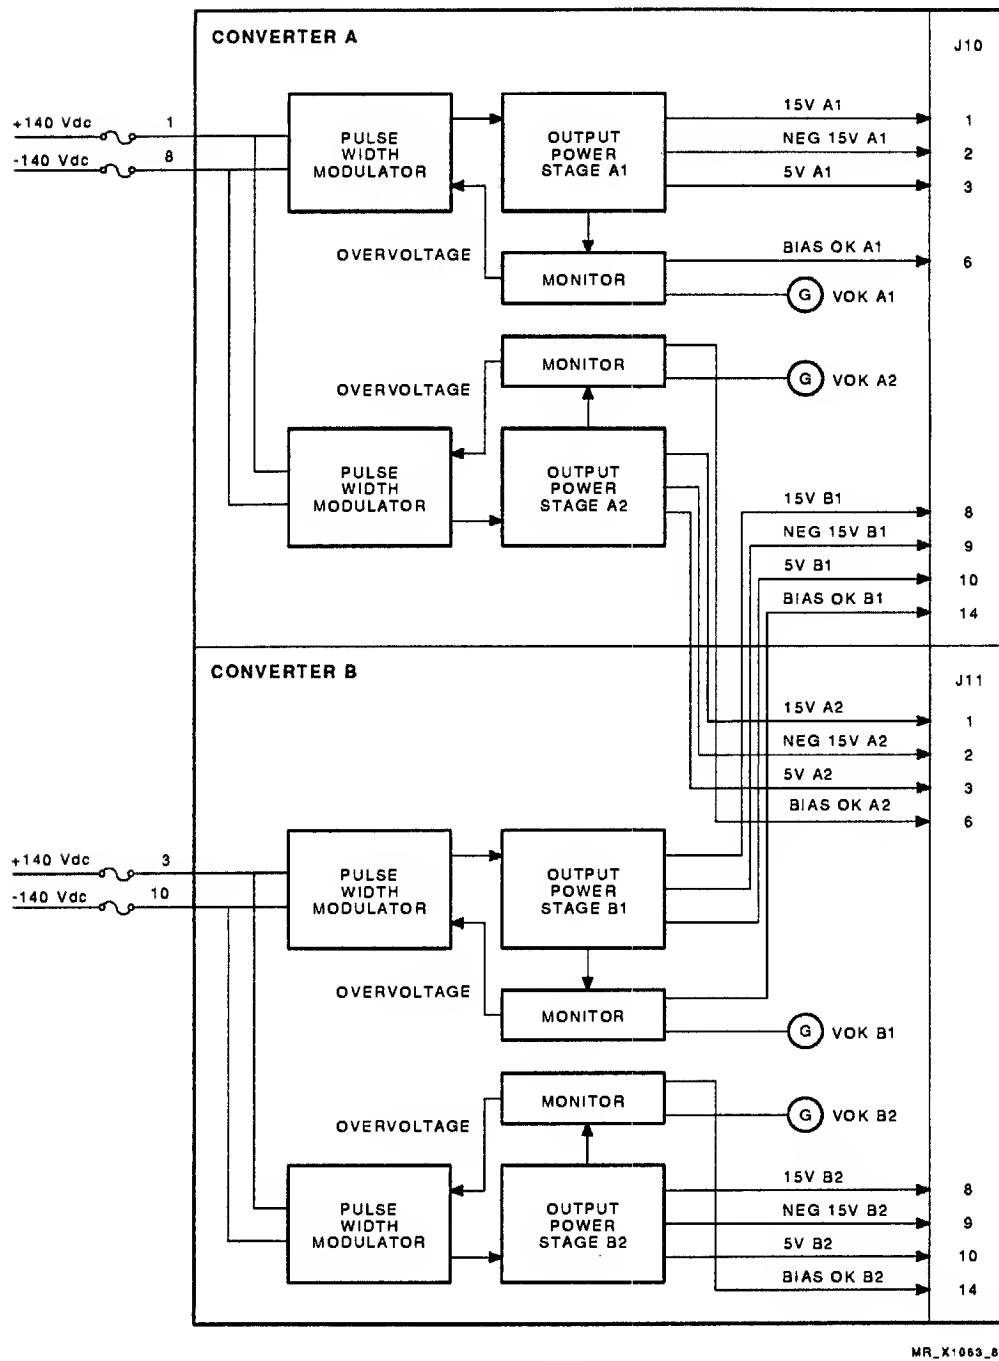 CONVERTER A
J10
+140 Vdc
1
-140 Vdc
8
PULSE
WIDTH
MODULATOR
OUTPUT
POWER
STAGE A1
15V A1
1
NEG 15V A1
2
5V A1
3
OVERVOLTAGE
MONITOR
BIAS OK A1
6
G
VOK A1
OVERVOLTAGE
MONITOR
G
VOK A2
PULSE
WIDTH
MODULATOR
OUTPUT
POWER
STAGE A2
15V B1
8
NEG 15V B1
9
5V B1
10
BIAS OK B1
14
CONVERTER B
J11
15V A2
1
NEG 15V A2
2
5V A2
3
BIAS OK A2
6
+140 Vdc
3
-140 Vdc
10
PULSE
WIDTH
MODULATOR
OUTPUT
POWER
STAGE B1
OVERVOLTAGE
MONITOR
G
VOK B1
OVERVOLTAGE
MONITOR
G
VOK B2
PULSE
WIDTH
MODULATOR
OUTPUT
POWER
STAGE B2
15V B2
8
NEG 15V B2
9
5V B2
10
BIAS OK B2
14